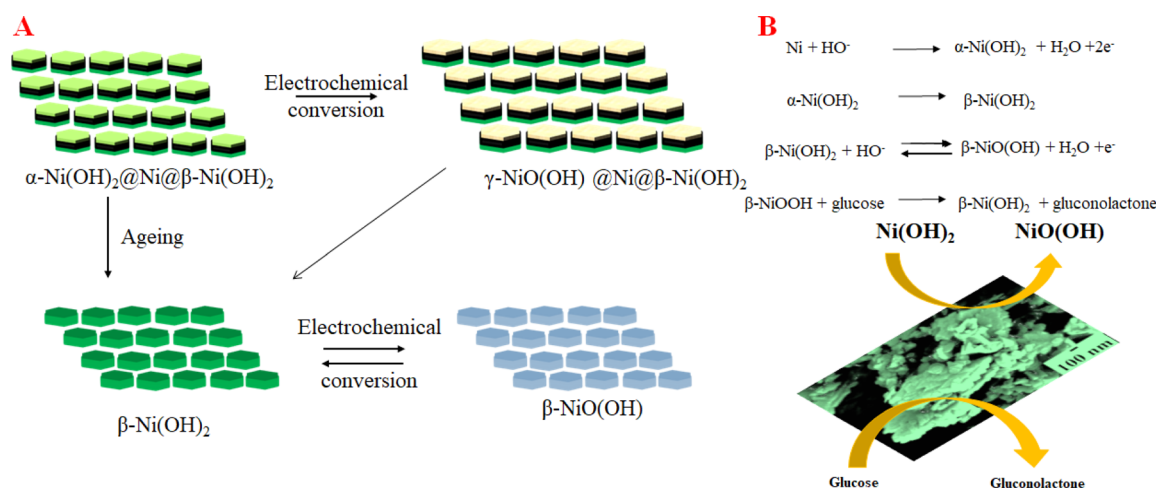 A
Electrochemical
conversion
α-Ni(OH)₂@Ni@β-Ni(OH)₂
γ-NiO(OH) @Ni@β-Ni(OH)₂
Ageing
Electrochemical
conversion
β-Ni(OH)₂
β-NiO(OH)
B
Ni + HO⁻ → α-Ni(OH)₂ + H₂O +2e⁻
α-Ni(OH)₂ → β-Ni(OH)₂
β-Ni(OH)₂ + HO⁻ ⇌ β-NiO(OH) + H₂O +e⁻
β-NiOOH + glucose → β-Ni(OH)₂ + gluconolactone
Ni(OH)₂ NiO(OH)
100 nm
Glucose Gluconolactone